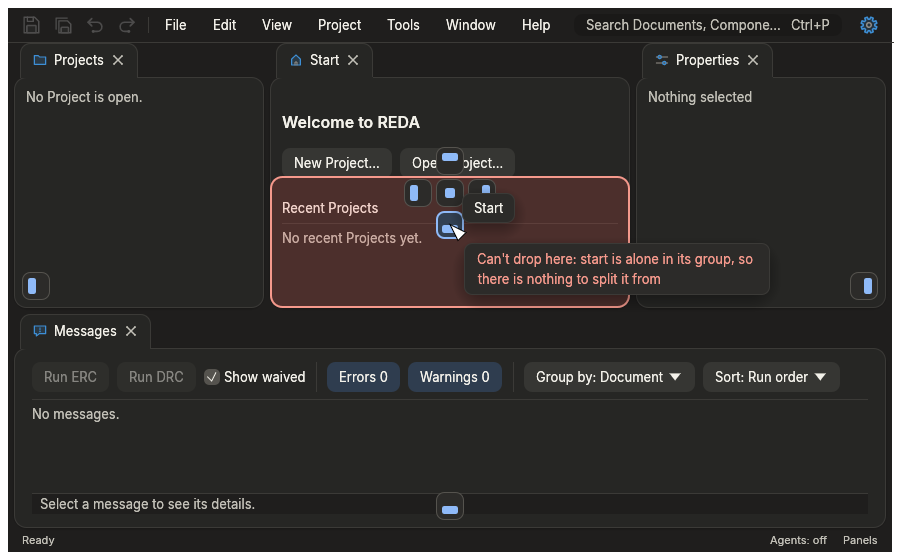 File Edit View Project Tools Window Help Search Documents, Compone... Ctrl+P
Projects
Start
Properties
No Project is open.
Nothing selected
Welcome to REDA
New Project...
Ope oject...
Recent Projects
Start
No recent Projects yet.
Can't drop here: start is alone in its group, so
there is nothing to split it from
Messages
Run ERC Run DRC Show waived Errors 0 Warnings 0 Group by: Document Sort: Run order
No messages.
Select a message to see its details.
Ready Agents: off Panels